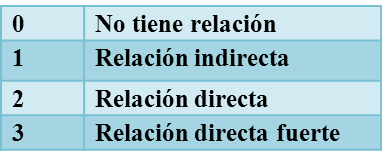 0 No tiene relación
1 Relación indirecta
2 Relación directa
3 Relación directa fuerte